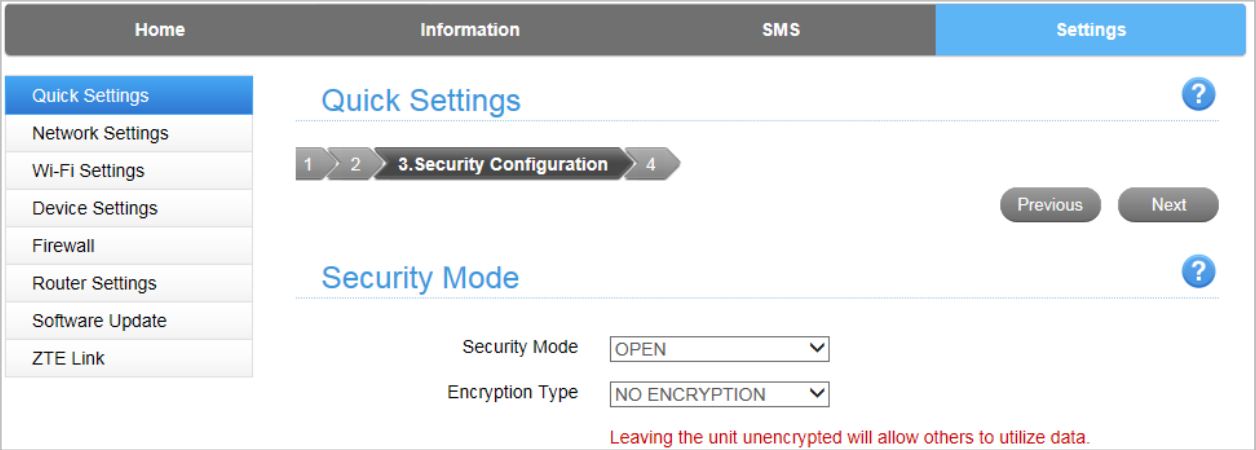 Home Information SMS Settings
Quick Settings
Network Settings
Wi-Fi Settings
Device Settings
Firewall
Router Settings
Software Update
ZTE Link
Quick Settings ?
1 2 3.Security Configuration 4
Previous Next
Security Mode ?
Security Mode OPEN
Encryption Type NO ENCRYPTION
Leaving the unit unencrypted will allow others to utilize data.